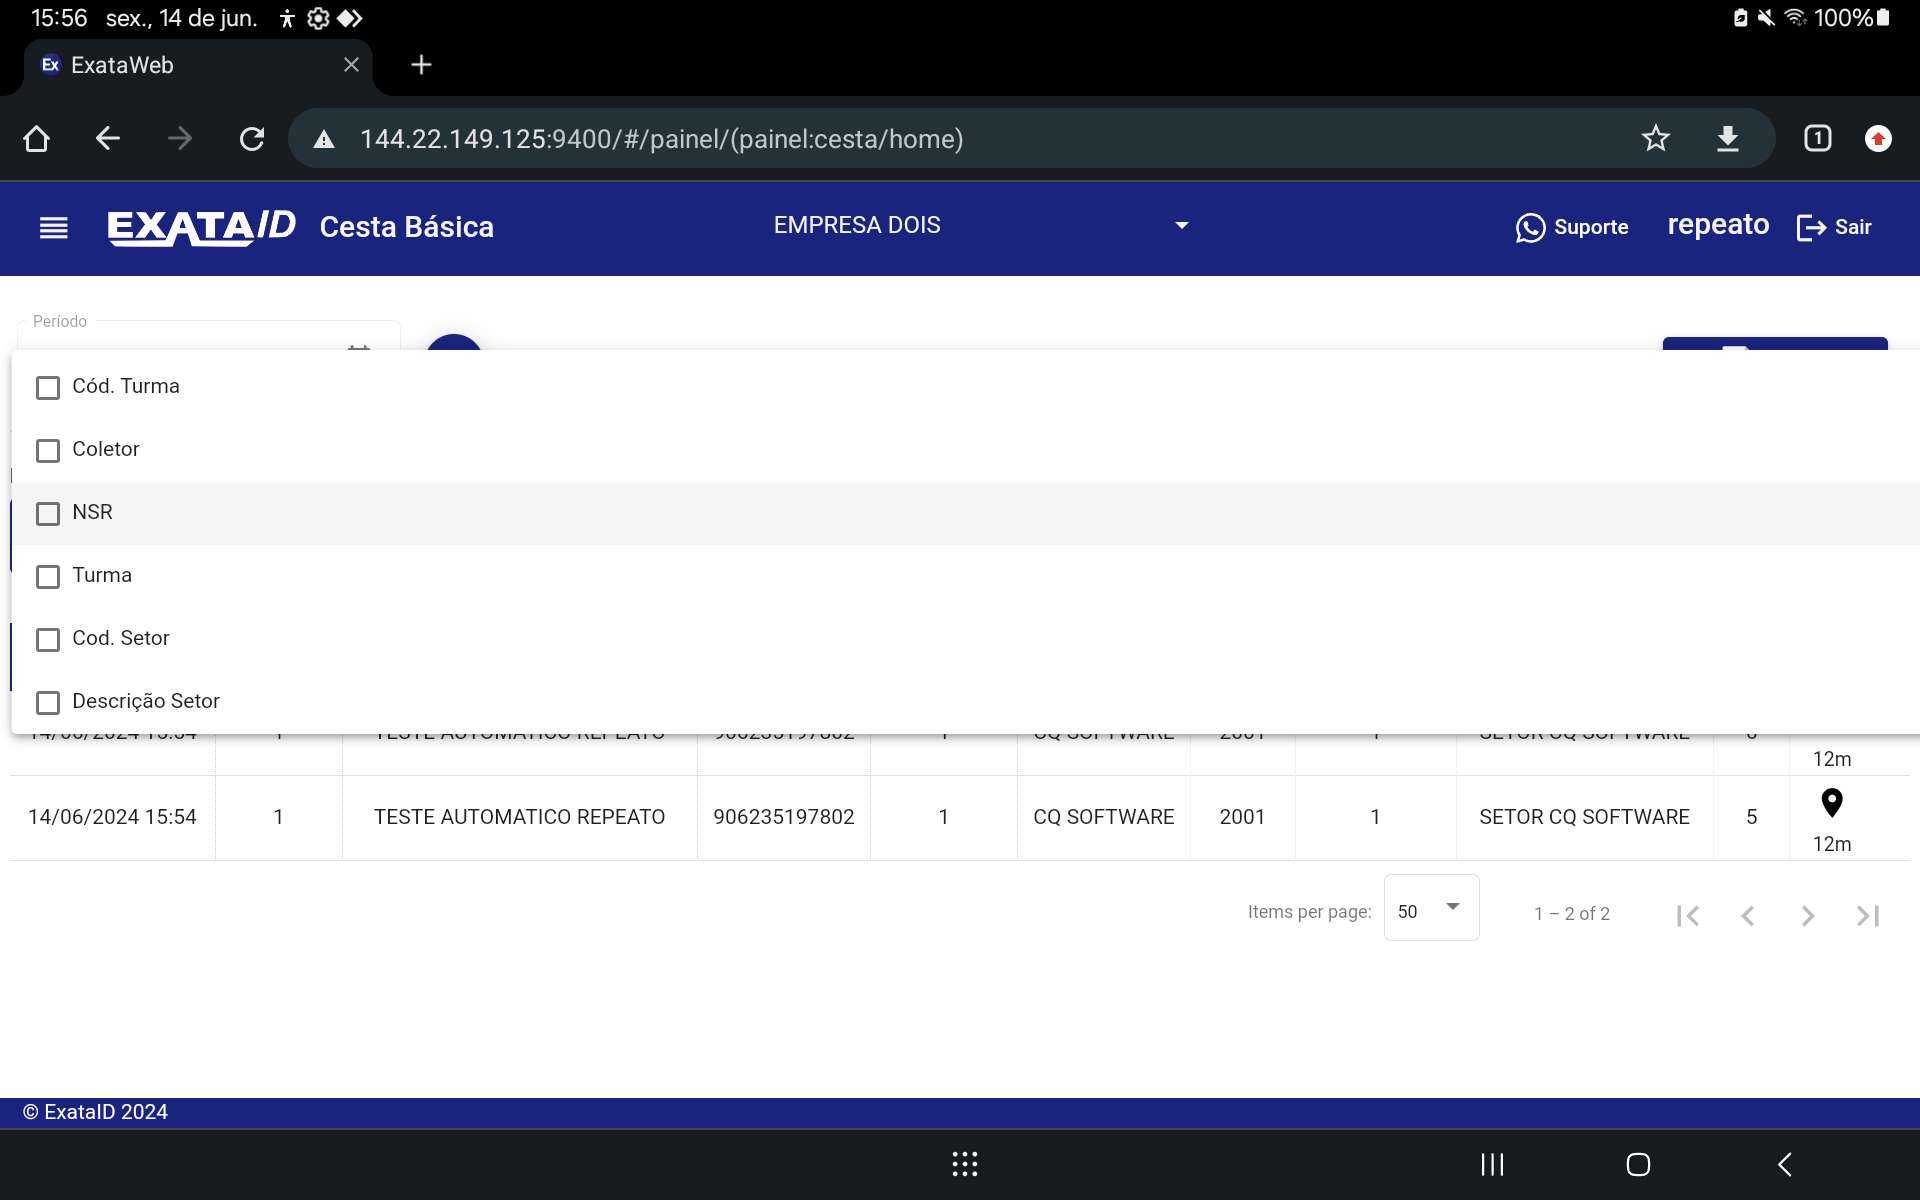 15:56 sex., 14 de jun. 100%
Ex ExataWeb
144.22.149.125:9400/#/painel/(painel:cesta/home) 1
EXATAID Cesta Básica EMPRESA DOIS Suporte repeato Sair
Período
Cód. Turma
Coletor
NSR
Turma
Cod. Setor
Descrição Setor
12m
14/06/2024 15:54 1 TESTE AUTOMATICO REPEATO 906235197802 1 CQ SOFTWARE 2001 1 SETOR CQ SOFTWARE 5
12m
Items per page: 50 1 – 2 of 2
© ExataID 2024